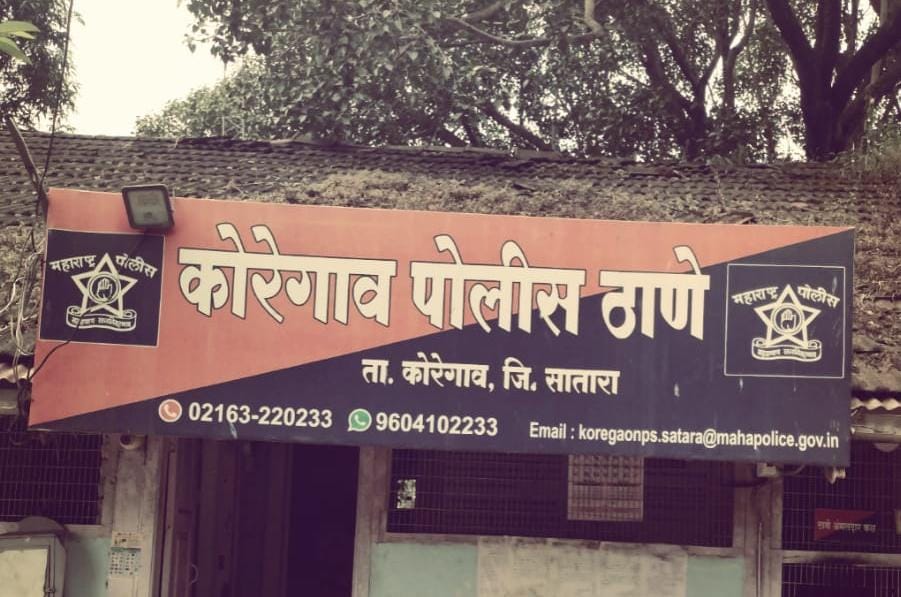 महाराष्ट्र पोलीस
कोरेगाव पोलीस ठाणे
महाराष्ट्र पोलीस
ता. कोरेगाव, जि. सातारा
02163-220233 9604102233 Email : koregaonps.satara@mahapolice.gov.in